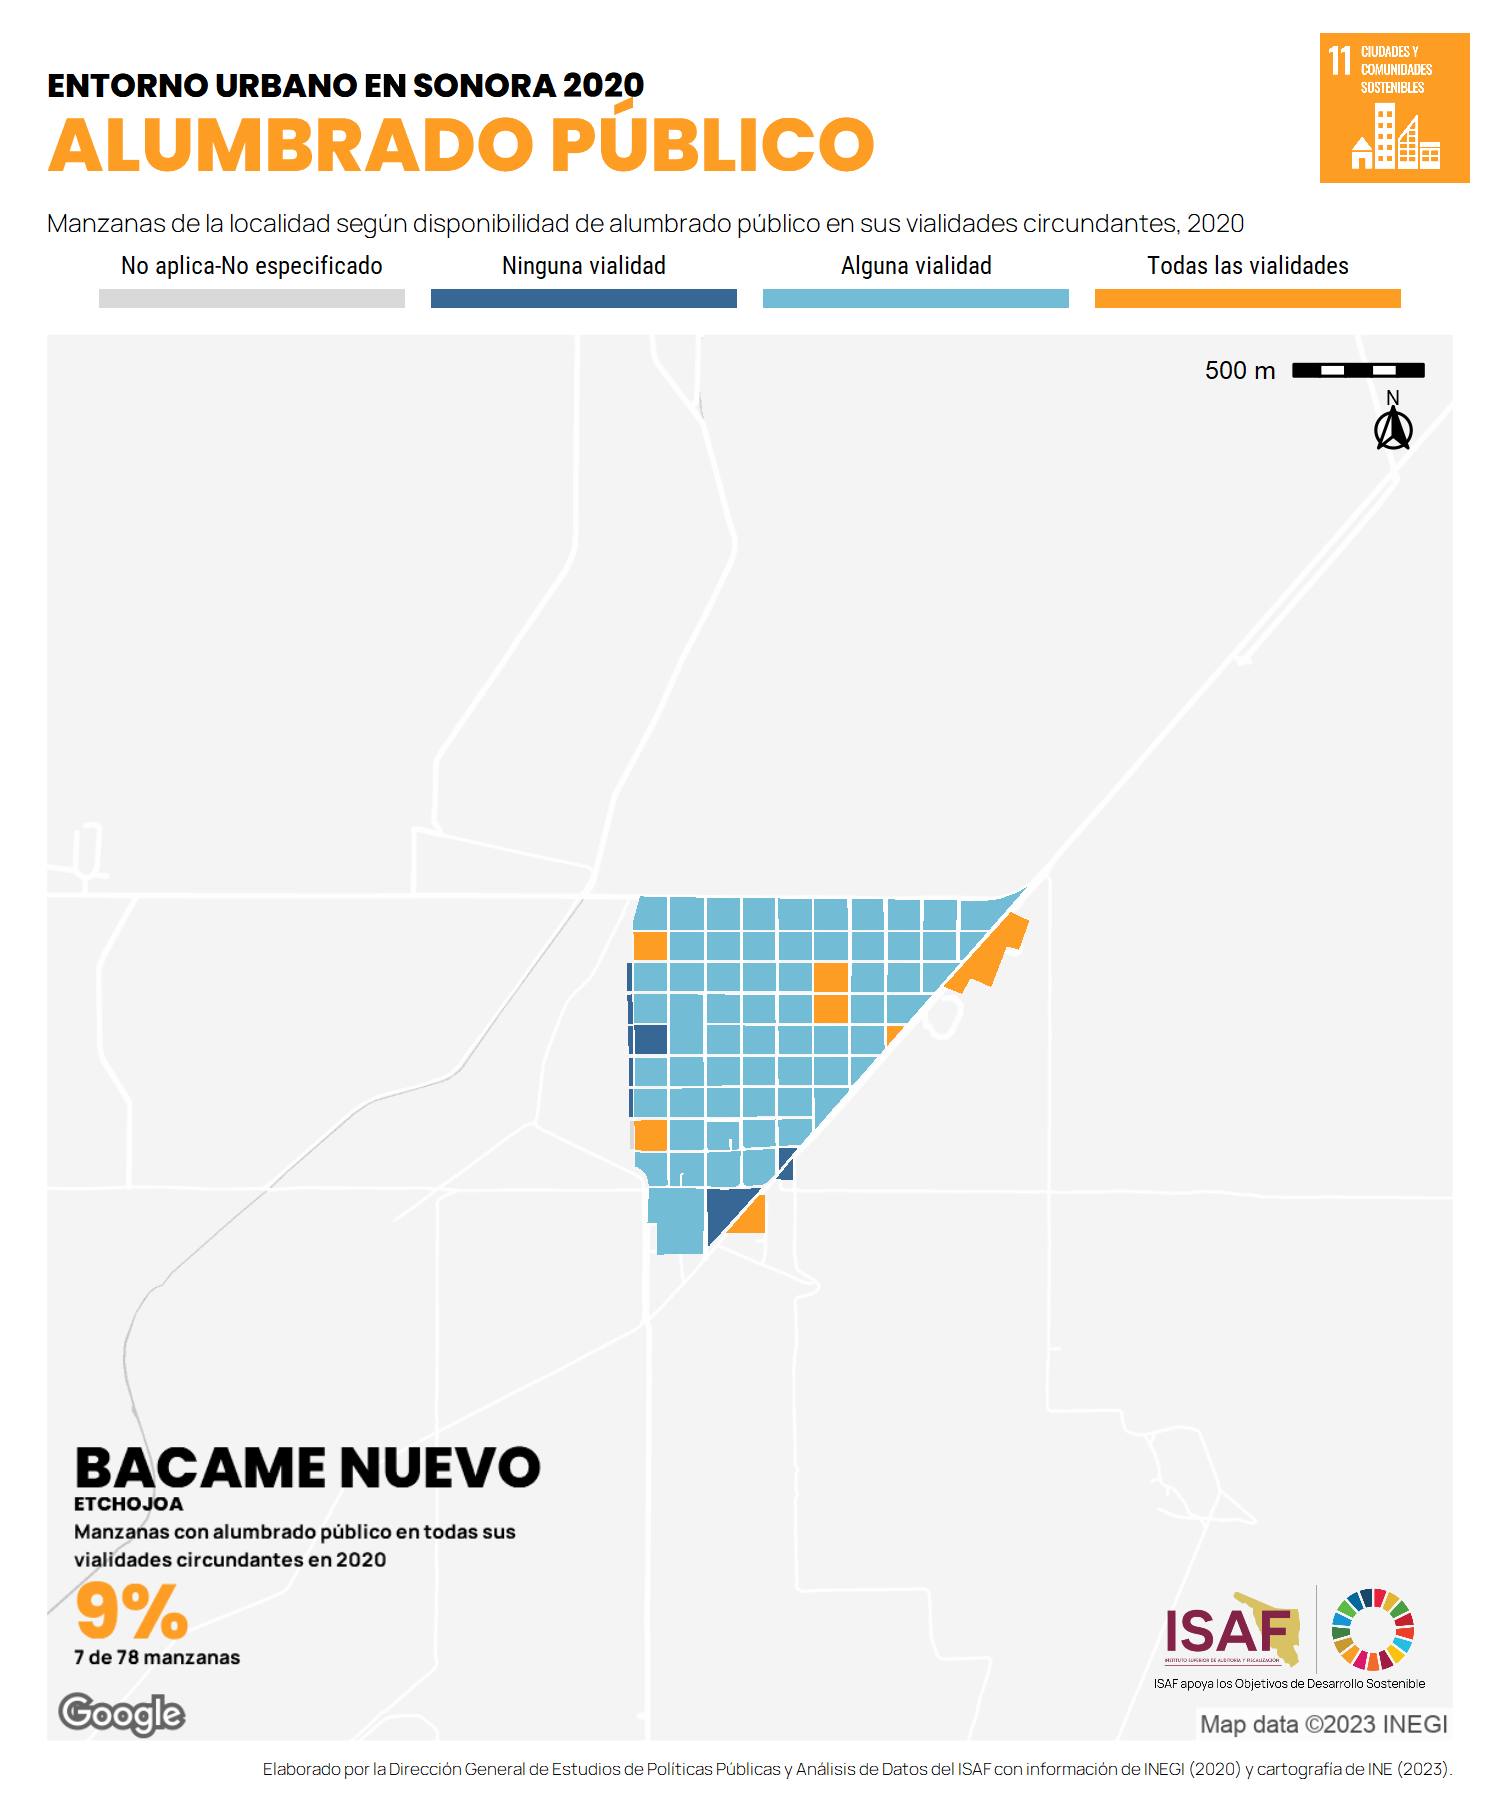 ENTORNO URBANO EN SONORA 2020
ALUMBRADO PÚBLICO
11 CIUDADES Y
COMUNIDADES
SOSTENIBLES
Manzanas de la localidad según disponibilidad de alumbrado público en sus vialidades circundantes, 2020
No aplica-No especificado
Ninguna vialidad
Alguna vialidad
Todas las vialidades
500 m
N
BACAME NUEVO
ETCHOJOA
Manzanas con alumbrado público en todas sus
vialidades circundantes en 2020
9%
7 de 78 manzanas
Google
ISAF
INSTITUTO SUPERIOR DE AUDITORÍA Y FISCALIZACIÓN
ISAF apoya los Objetivos de Desarrollo Sostenible
Map data ©2023 INEGI
Elaborado por la Dirección General de Estudios de Políticas Públicas y Análisis de Datos del ISAF con información de INEGI (2020) y cartografía de INE (2023).